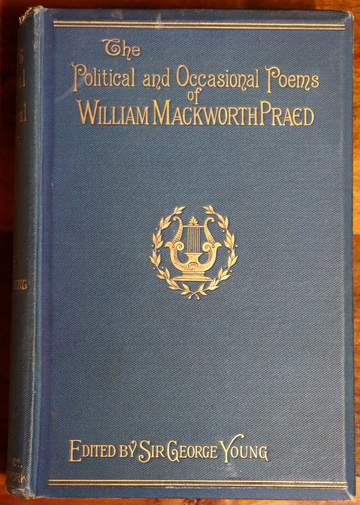 The
Political and Occasional Poems
of
WILLIAM MACKWORTH PRAED
EDITED BY SIR GEORGE YOUNG